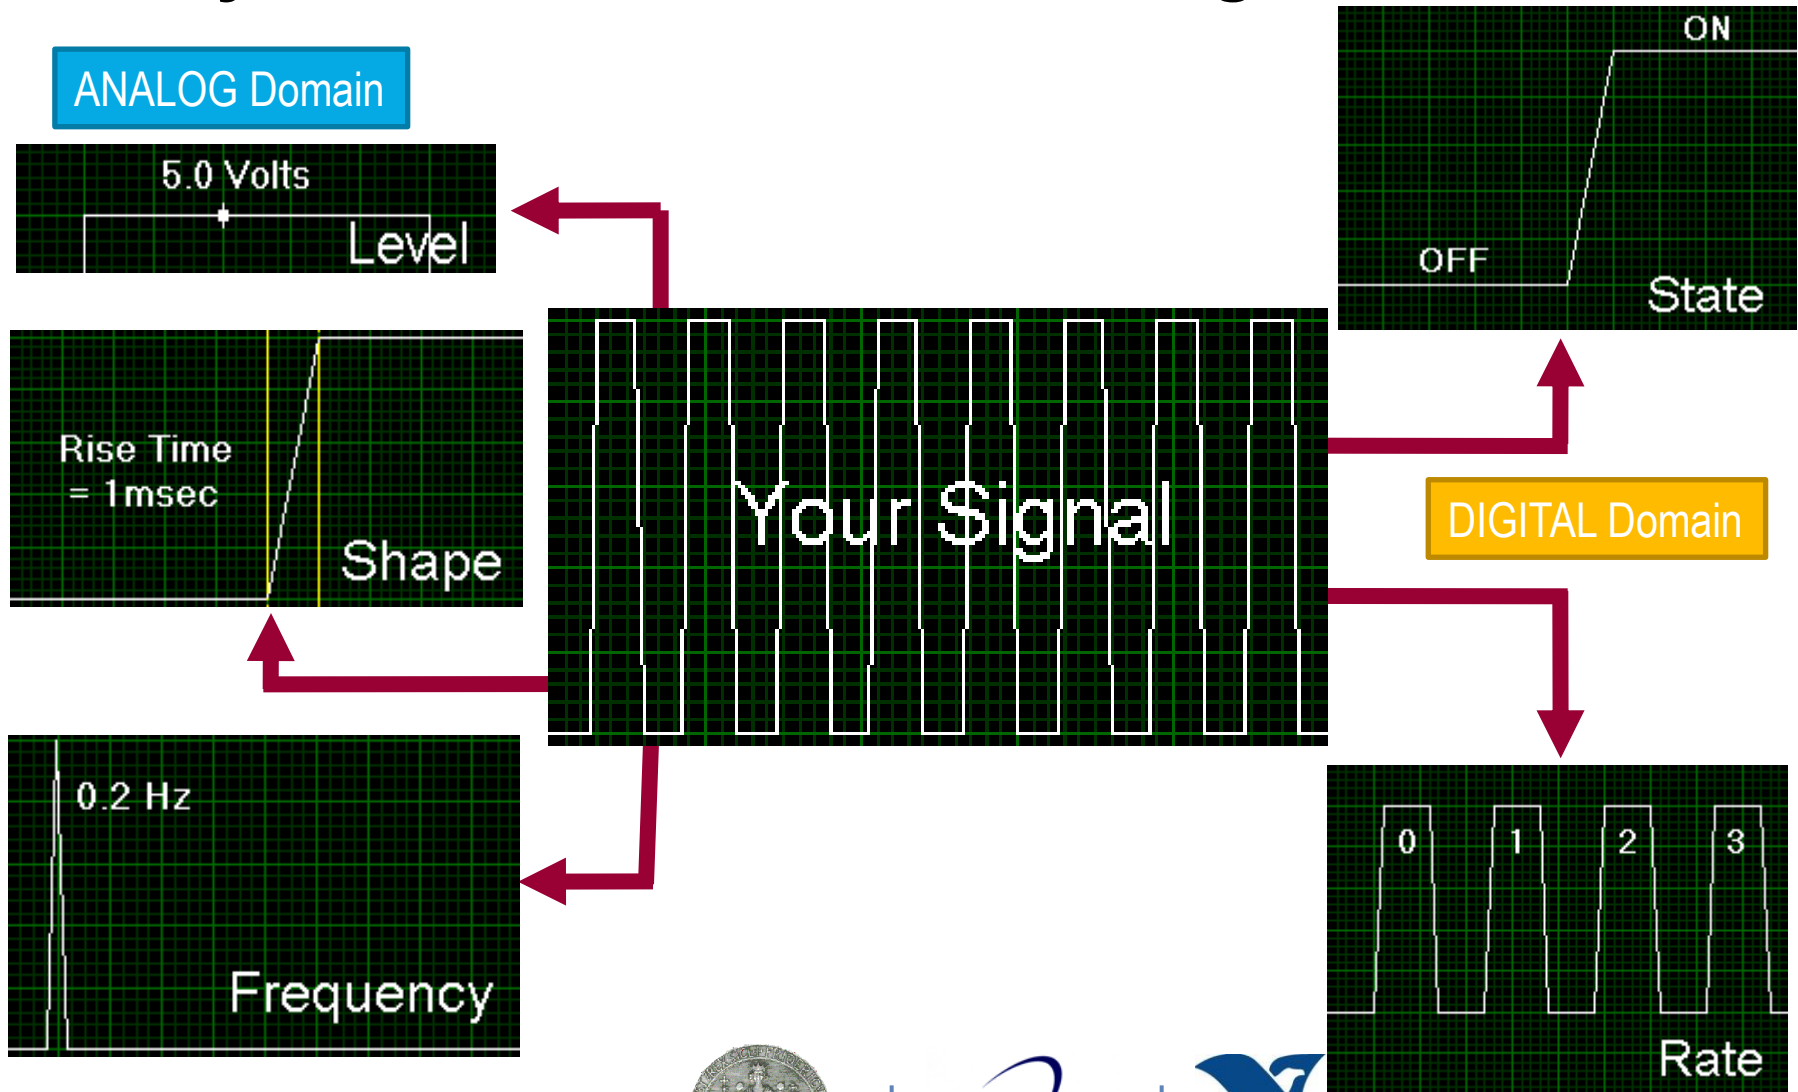 ANALOG Domain
5.0 Volts
Level
Rise Time
= 1msec
Shape
0.2 Hz
Frequency
Your Signal
ON
OFF
State
DIGITAL Domain
0 1 2 3
Rate